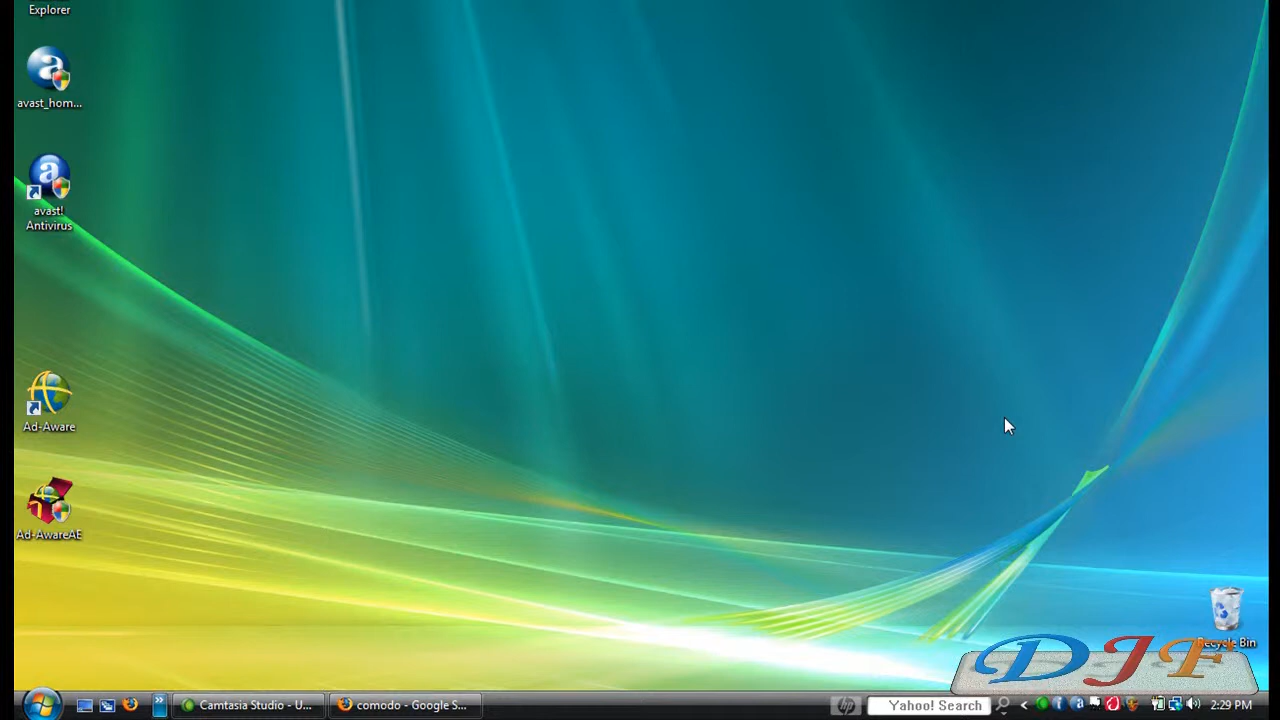 Explorer
avast_hom...
avast!
Antivirus
Ad-Aware
Ad-AwareAE
Recycle Bin
DJF
Camtasia Studio - U...
comodo - Google S...
hp
Yahoo! Search
2:29 PM